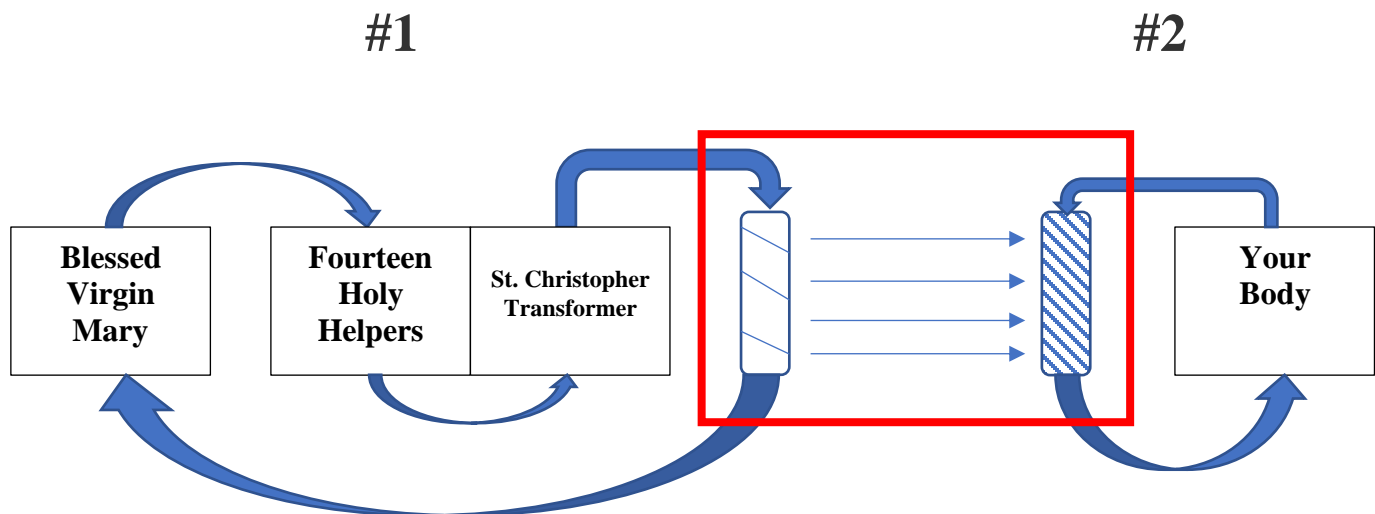 #1
#2
Blessed
Virgin
Mary
Fourteen
Holy
Helpers
St. Christopher
Transformer
Your
Body